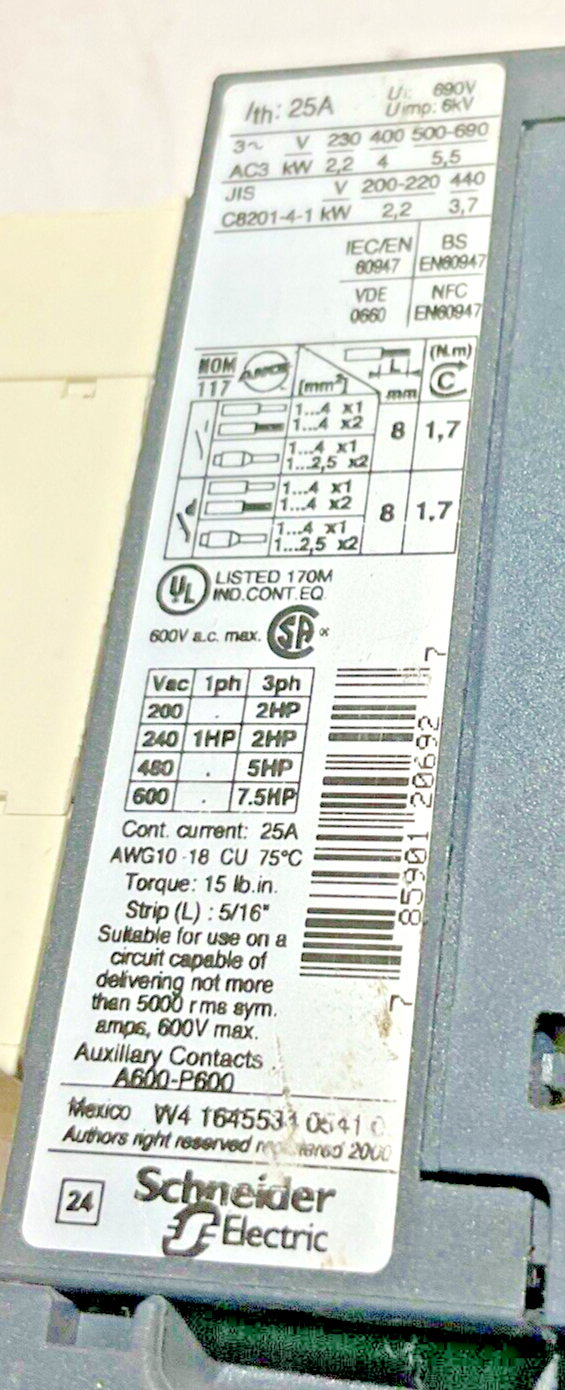 Ith: 25A Ui: 690V
Uimp: 6kV
3~ V 230 400 500-690
AC3 kW 2,2 4 5,5
JIS V 200-220 440
C8201-4-1 kW 2,2 3,7
IEC/EN 60947 BS EN60947
VDE 0660 NFC EN60947
NOM 117 [mm²] L mm (N.m) C
1...4 x1
1...4 x2 8 1,7
1...4 x1
1...2,5 x2
1...4 x1
1...4 x2 8 1.7
1...4 x1
1...2,5 x2
UL LISTED 170M
IND.CONT.EQ
600V a.c. max. SA
Vac 1ph 3ph
200 . 2HP
240 1HP 2HP
480 . 5HP
600 . 7.5HP
Cont. current: 25A
AWG10-18 CU 75°C
Torque: 15 lb.in.
Strip (L) : 5/16"
Suitable for use on a
circuit capable of
delivering not more
than 5000 rms sym.
amps, 600V max.
Auxiliary Contacts
A600-P600
7 85901 20692 7
Mexico W4 1645534
Authors right reserved 2000
24 Schneider
Electric